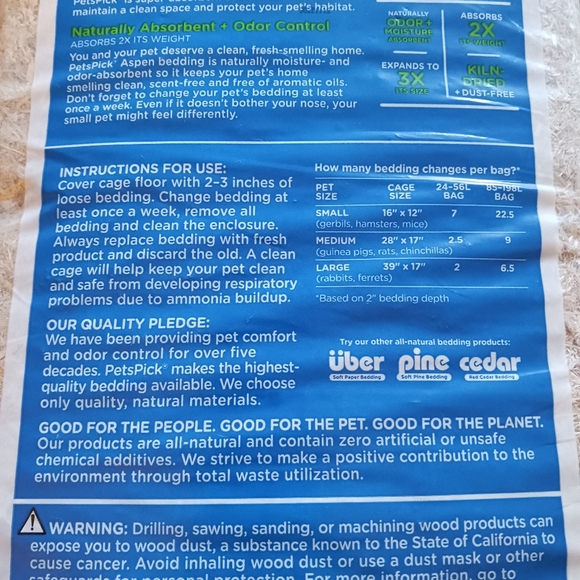 maintain a clean space and protect your pet's habitat.
Naturally Absorbent + Odor Control
ABSORBS 2X ITS WEIGHT
You and your pet deserve a clean, fresh-smelling home.
PetsPick® Aspen bedding is naturally moisture- and
odor-absorbent so it keeps your pet's home
smelling clean, scent-free and free of aromatic oils.
Don't forget to change your pet's bedding at least
once a week. Even if it doesn't bother your nose, your
small pet might feel differently.
NATURALLY
ODOR +
MOISTURE
ABSORBENT
ABSORBS
2X
ITS WEIGHT
EXPANDS TO
3X
ITS SIZE
KILN-
DRIED
+ DUST-FREE
INSTRUCTIONS FOR USE:
Cover cage floor with 2-3 inches of
loose bedding. Change bedding at
least once a week, remove all
bedding and clean the enclosure.
Always replace bedding with fresh
product and discard the old. A clean
cage will help keep your pet clean
and safe from developing respiratory
problems due to ammonia buildup.
How many bedding changes per bag?*
PET SIZE CAGE SIZE 24-56L BAG 85-198L BAG
SMALL 16" x 12" 7 22.5
(gerbils, hamsters, mice)
MEDIUM 28" x 17" 2.5 9
(guinea pigs, rats, chinchillas)
LARGE 39" x 17" 2 6.5
(rabbits, ferrets)
*Based on 2" bedding depth
OUR QUALITY PLEDGE:
We have been providing pet comfort
and odor control for over five
decades. PetsPick® makes the highest-
quality bedding available. We choose
only quality, natural materials.
Try our other all-natural bedding products:
über pine cedar
Soft Paper Bedding Soft Pine Bedding Red Cedar Bedding
GOOD FOR THE PEOPLE. GOOD FOR THE PET. GOOD FOR THE PLANET.
Our products are all-natural and contain zero artificial or unsafe
chemical additives. We strive to make a positive contribution to the
environment through total waste utilization.
WARNING: Drilling, sawing, sanding, or machining wood products can
expose you to wood dust, a substance known to the State of California to
cause cancer. Avoid inhaling wood dust or use a dust mask or other
safeguards for personal protection. For more information, go to